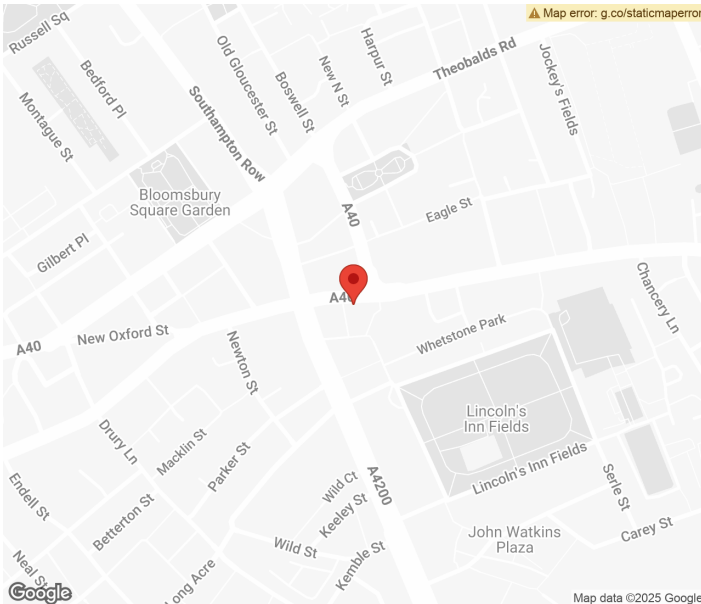 ⚠ Map error: g.co/staticmaperror
Russell Sq
Bedford Pl
Montague St
Old Gloucester St
Boswell St
New N St
Harpur St
Theobalds Rd
Jockey's Fields
Southampton Row
Bloomsbury
Square Garden
A40
Eagle St
Gilbert Pl
Chancery Ln
A40
A40
New Oxford St
Whetstone Park
Newton St
Lincoln's
Inn Fields
Drury Ln
Macklin St
Parker St
Lincoln's Inn Fields
A4200
Wild Ct
Keeley St
Serle St
Endell St
Betterton St
John Watkins
Plaza
Carey St
Wild St
Kemble St
Neal St
Long Acre
Google
Map data ©2025 Google